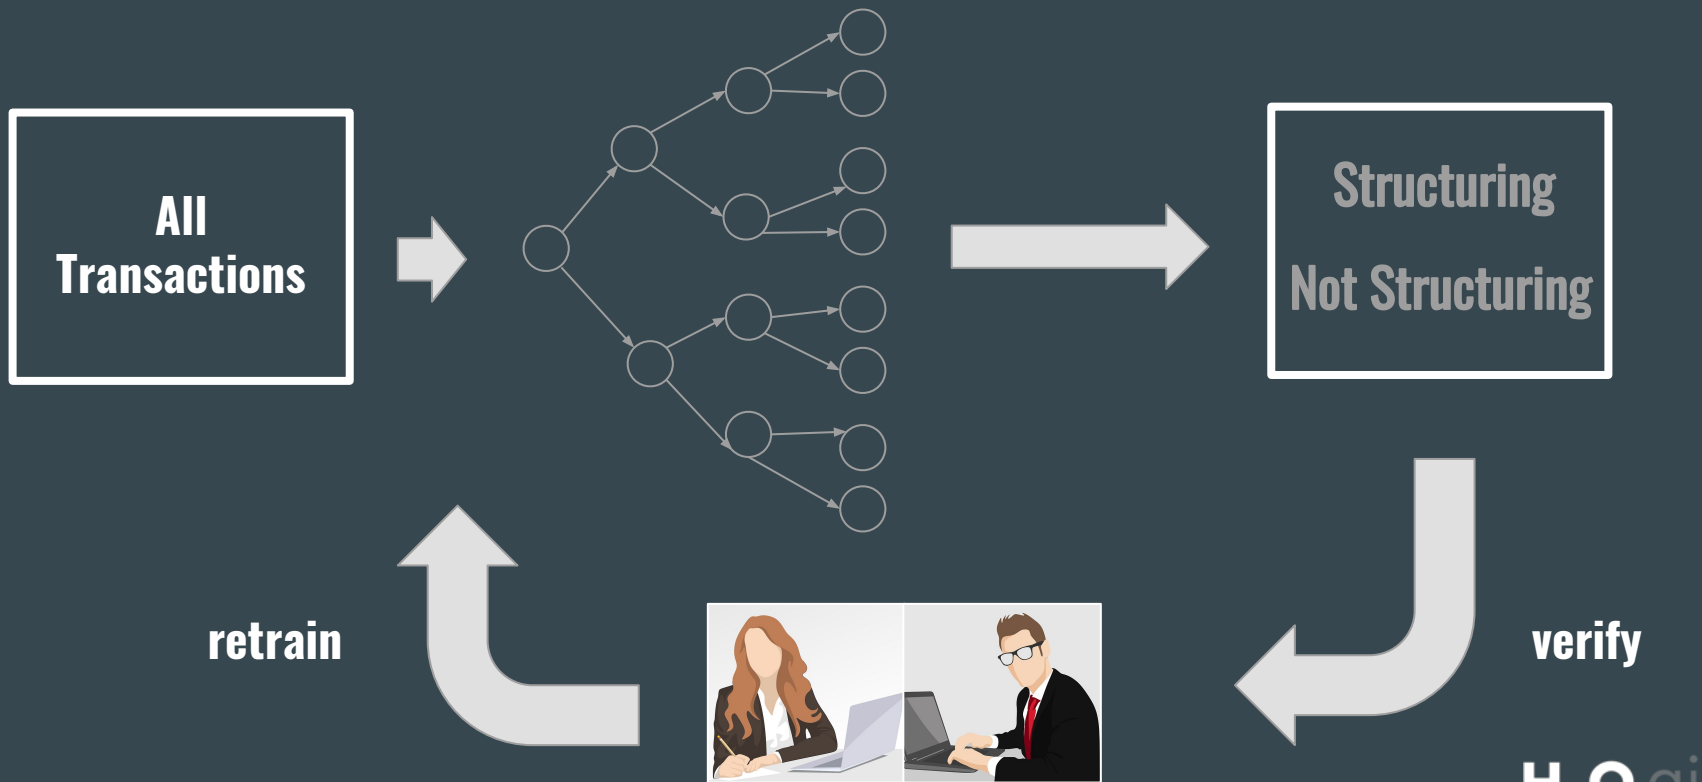 All
Transactions
Structuring
Not Structuring
retrain
verify